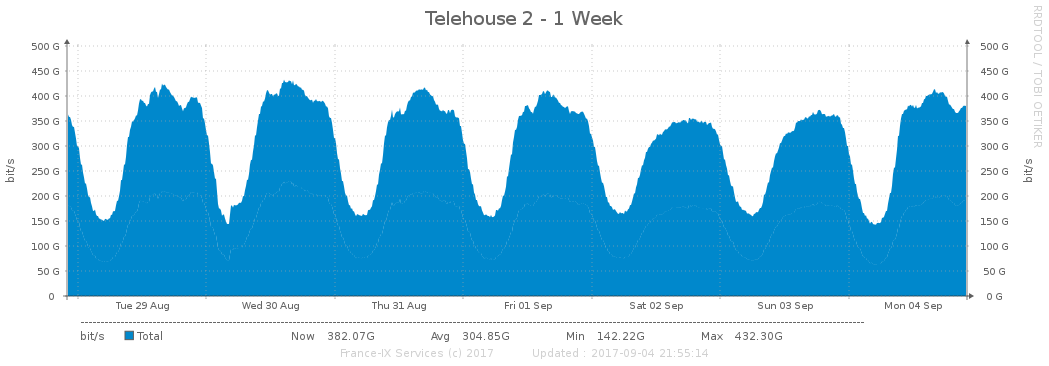 Telehouse 2 - 1 Week
RRDTOOL / TOBI OETIKER
bit/s
500 G 500 G
450 G 450 G
400 G 400 G
350 G 350 G
300 G 300 G
250 G 250 G
200 G 200 G
150 G 150 G
100 G 100 G
50 G 50 G
0 0 G
bit/s
Tue 29 Aug Wed 30 Aug Thu 31 Aug Fri 01 Sep Sat 02 Sep Sun 03 Sep Mon 04 Sep
bit/s Total Now 382.07G Avg 304.85G Min 142.22G Max 432.30G
France-IX Services (c) 2017 Updated : 2017-09-04 21:55:14